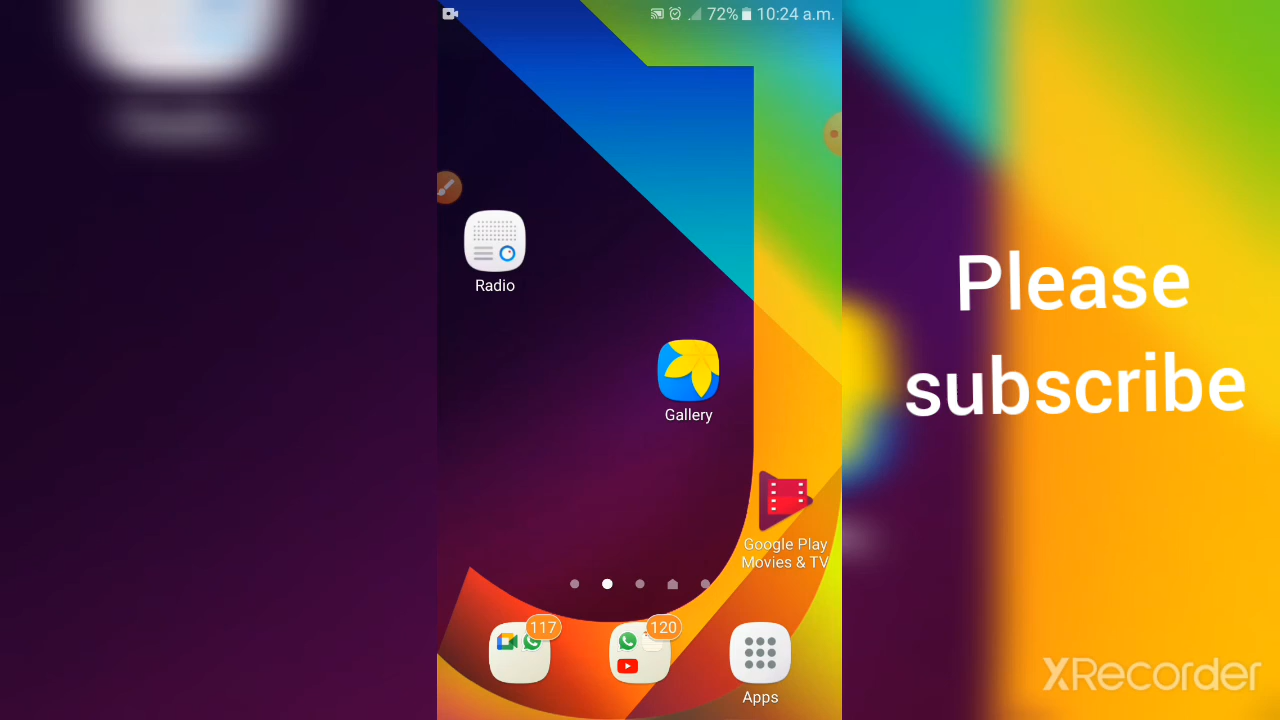 72% 10:24 a.m.
Radio
Gallery
Google Play
Movies & TV
117
120
Apps
Please
subscribe
XRecorder